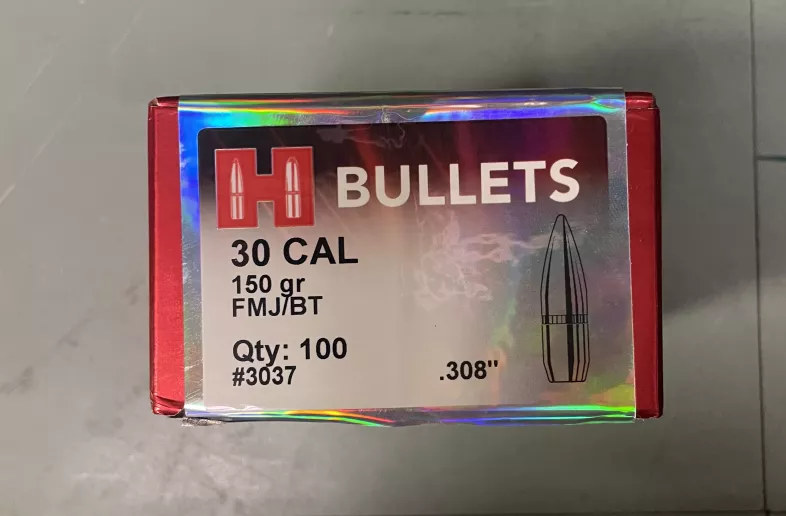 H BULLETS
30 CAL
150 gr
FMJ/BT
Qty: 100
#3037
.308"